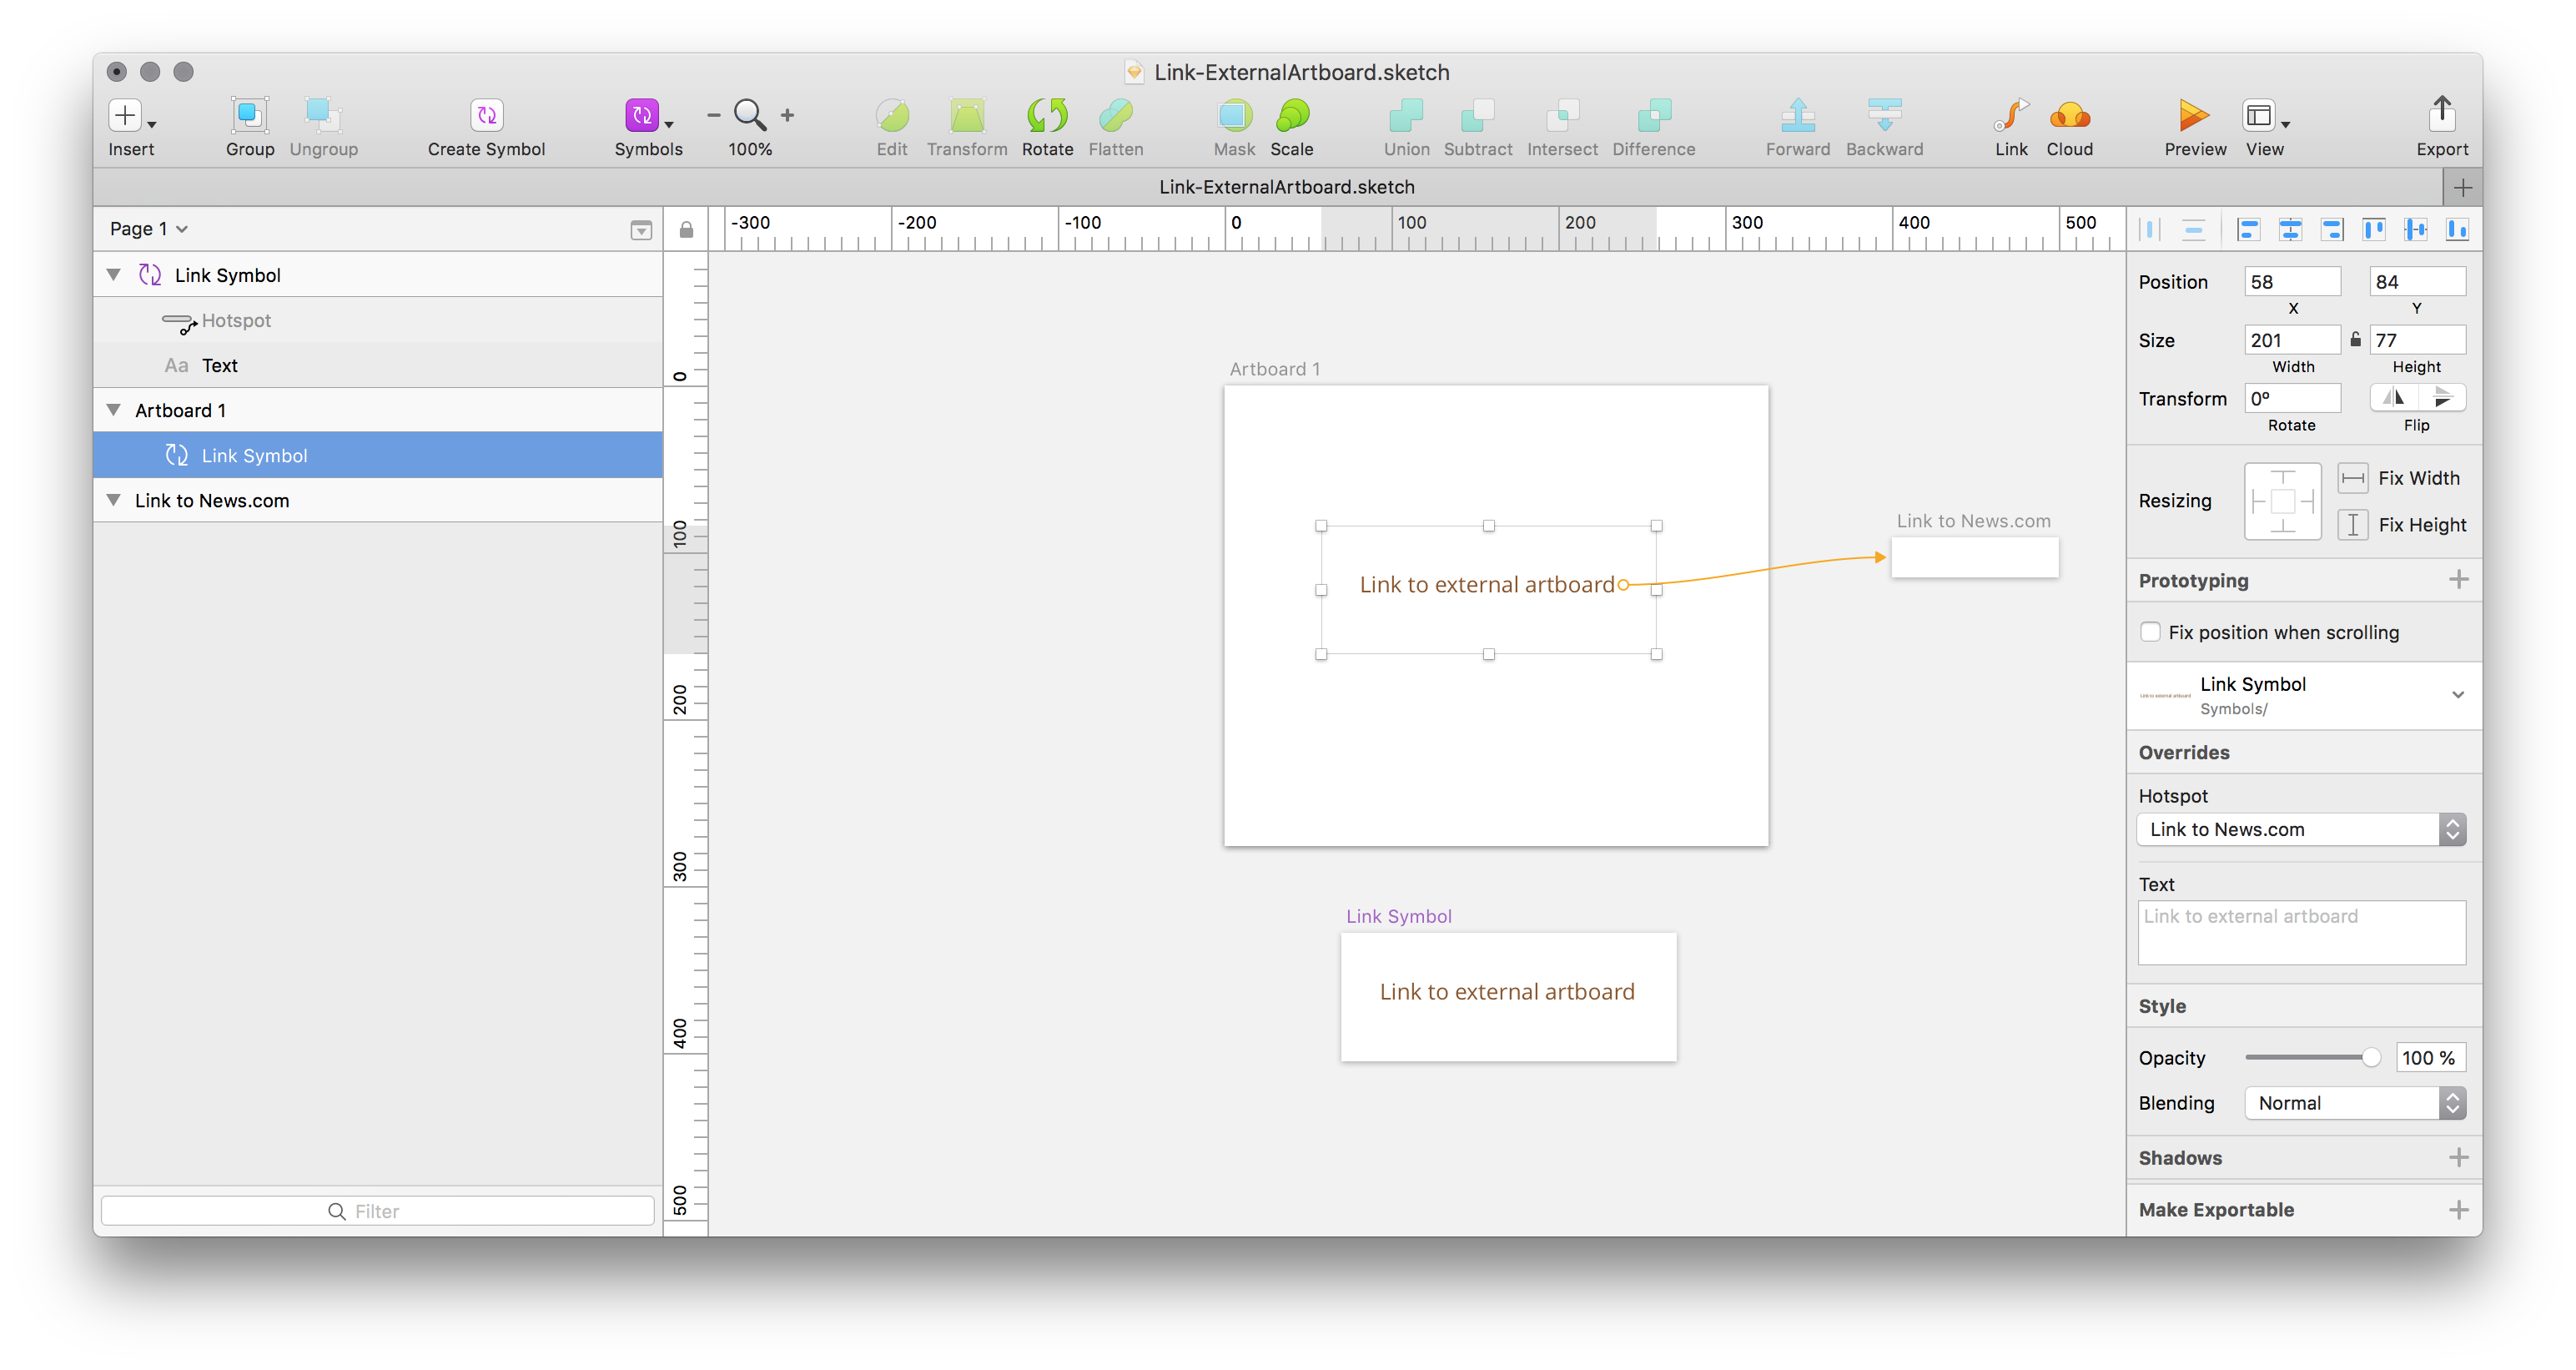 Link-ExternalArtboard.sketch
Insert Group Ungroup Create Symbol Symbols 100% Edit Transform Rotate Flatten Mask Scale Union Subtract Intersect Difference Forward Backward Link Cloud Preview View Export
Link-ExternalArtboard.sketch
Page 1
Link Symbol
Hotspot
Aa Text
Artboard 1
Link Symbol
Link to News.com
Filter
-300 -200 -100 0 100 200 300 400 500
0
100
200
300
400
500
Artboard 1
Link to external artboard
Link to News.com
Link Symbol
Link to external artboard
Position 58 84
X Y
Size 201 77
Width Height
Transform 0º
Rotate Flip
Resizing
Fix Width
Fix Height
Prototyping
Fix position when scrolling
Link to external artboard
Link Symbol
Symbols/
Overrides
Hotspot
Link to News.com
Text
Link to external artboard
Style
Opacity 100 %
Blending Normal
Shadows
Make Exportable